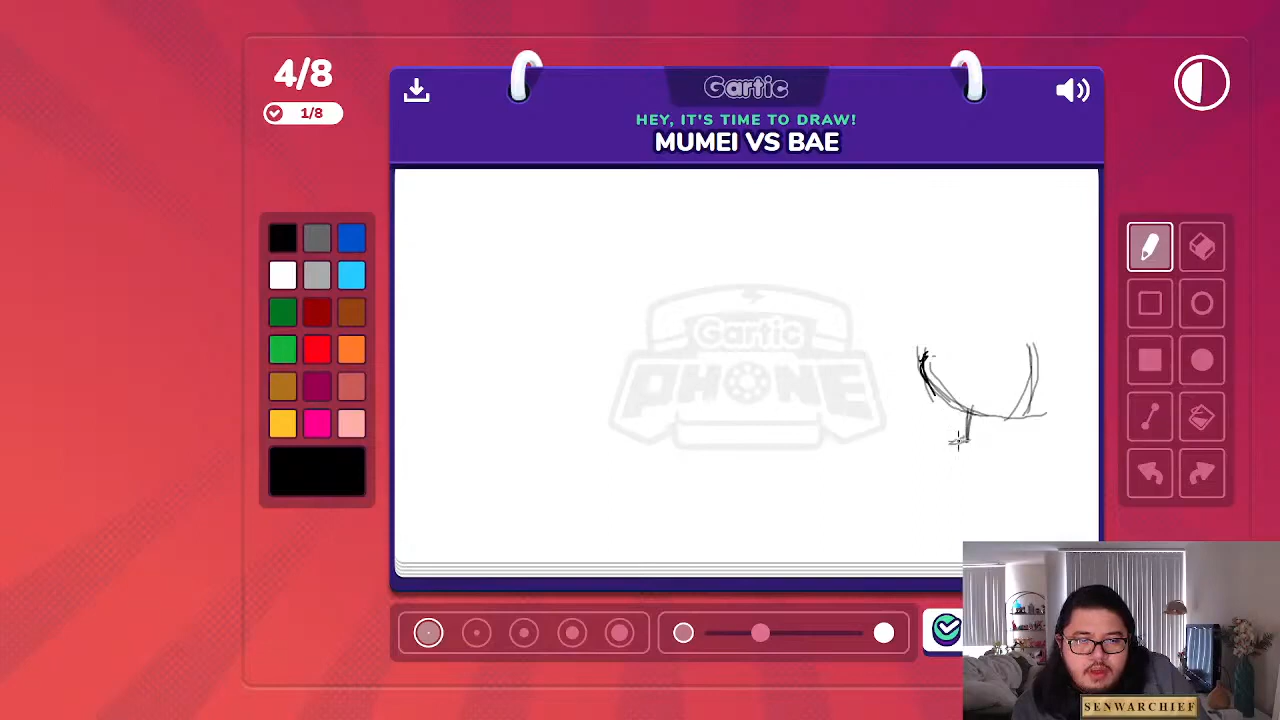 4/8
1/8
Gartic
HEY, IT'S TIME TO DRAW!
MUMEI VS BAE
Gartic
PHONE
SENWARCHIEF